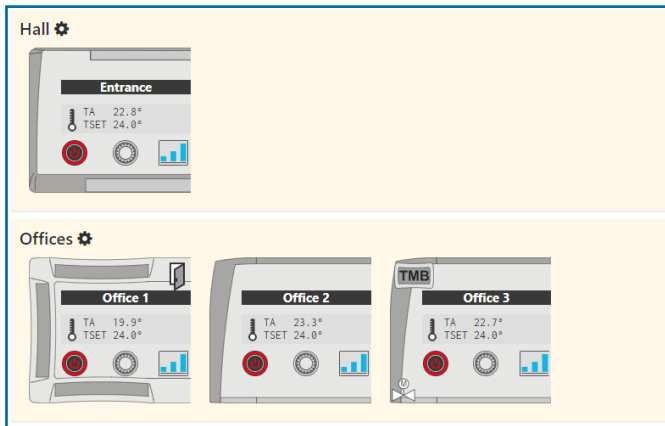 Hall
Entrance
TA 22.8°
TSET 24.0°
Offices
Office 1
TA 19.9°
TSET 24.0°
Office 2
TA 23.3°
TSET 24.0°
TMB
Office 3
TA 22.7°
TSET 24.0°
M